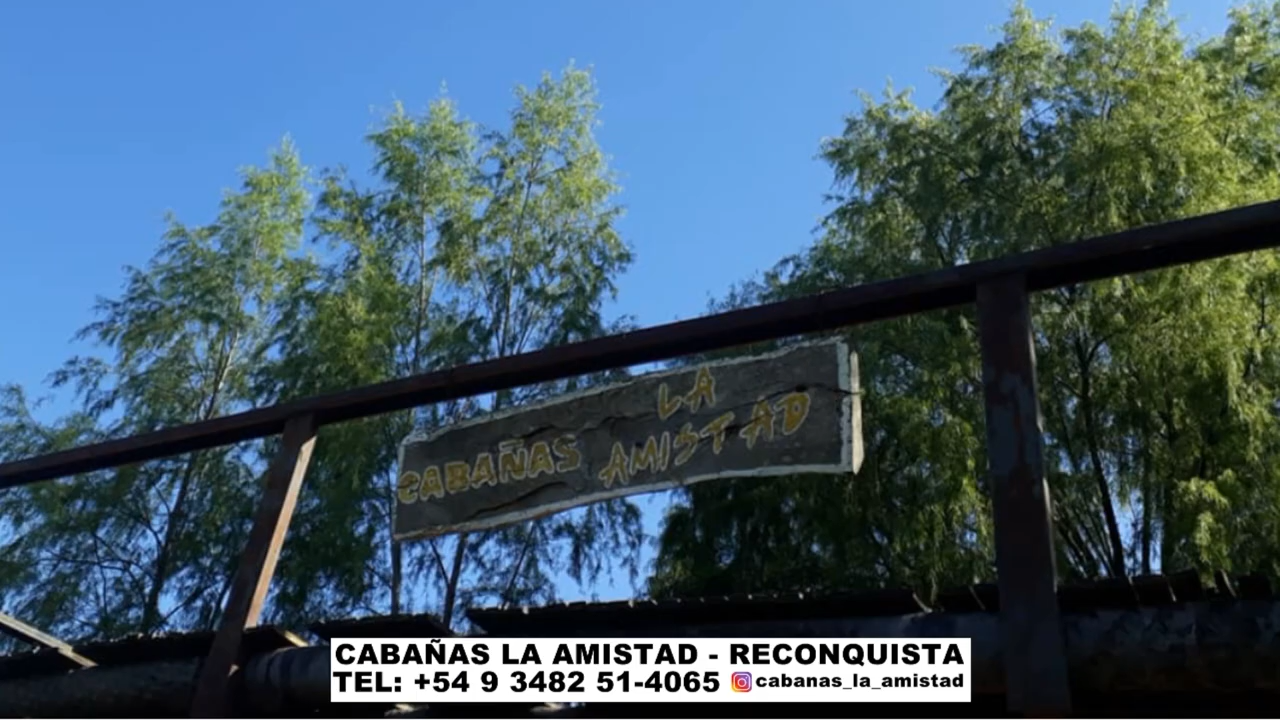 LA
CABAÑAS AMISTAD
CABAÑAS LA AMISTAD - RECONQUISTA
TEL: +54 9 3482 51-4065 cabanas_la_amistad